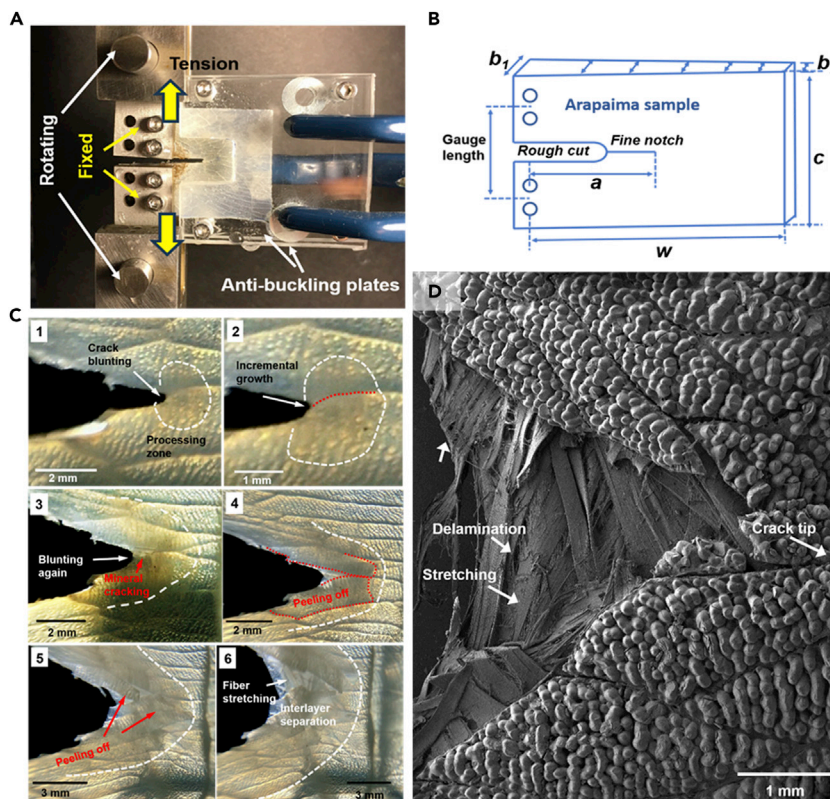 A
Tension
Rotating
Fixed
Anti-buckling plates
B
b1
b
Arapaima sample
Gauge
length
Rough cut
Fine notch
a
c
w
C
1
Crack
blunting
Processing
zone
2 mm
2
Incremental
growth
1 mm
3
Blunting
again
Mineral
cracking
2 mm
4
Peeling off
2 mm
5
Peeling off
3 mm
6
Fiber
stretching
Interlayer
separation
3 mm
D
Delamination
Stretching
Crack tip
1 mm